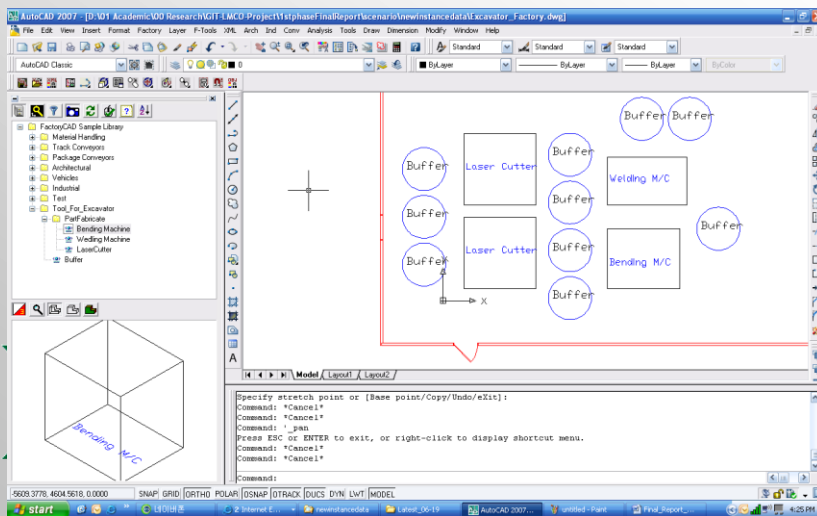 AutoCAD 2007 - [D:\01 Academic\00 Research\GIT-LMCO-Project\1stphaseFinalReport\scenario\newinstancedata\Excavator_Factory.dwg]
File Edit View Insert Format Factory Layer F-Tools XL Arch Ind Conv Analysis Tools Draw Dimension Modify Window Help
Standard Standard Standard
AutoCAD Classic 0 ByLayer ByLayer ByLayer ByColor
FactoryCAD Sample Library
Material Handling
Track Conveyors
Package Conveyors
Architectural
Vehicles
Industrial
Test
Tool_For_Excavator
PartFabricate
Bending Machine
Wedling Machine
LaserCutter
Buffer
Buffer Buffer
Buffer Laser Cutter Buffer
Welding M/C
Buffer Buffer
Buffer
Buffer Laser Cutter Buffer Bending M/C
Y
Buffer
X
Bending M/C
Model Layout1 Layout2
Specify stretch point or [Base point/Copy/Undo/eXit]:
Command: *Cancel*
Command: *Cancel*
Command: '_pan
Press ESC or ENTER to exit, or right-click to display shortcut menu.
Command: *Cancel*
Command: *Cancel*
Command:
-5609.3778, 4604.5618, 0.0000 SNAP GRID ORTHO POLAR OSNAP OTRACK DUCS DYN LWT MODEL
start 네이버폰 2 Internet E... newinstancedata Latest_06-19 AutoCAD 2007... untitled - Paint Final_Report_... 4:25 PM